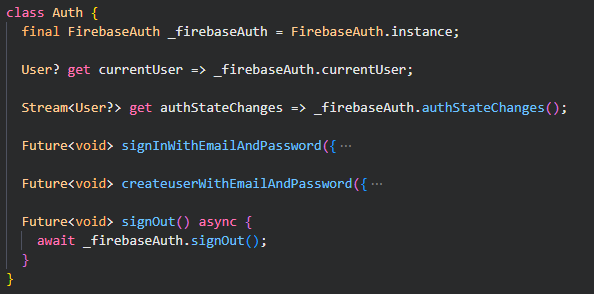 class Auth {
final FirebaseAuth _firebaseAuth = FirebaseAuth.instance;
User? get currentUser => _firebaseAuth.currentUser;
Stream<User?> get authStateChanges => _firebaseAuth.authStateChanges();
Future<void> signInWithEmailAndPassword({ ⋯
Future<void> createuserWithEmailAndPassword({ ⋯
Future<void> signOut() async {
await _firebaseAuth.signOut();
}
}